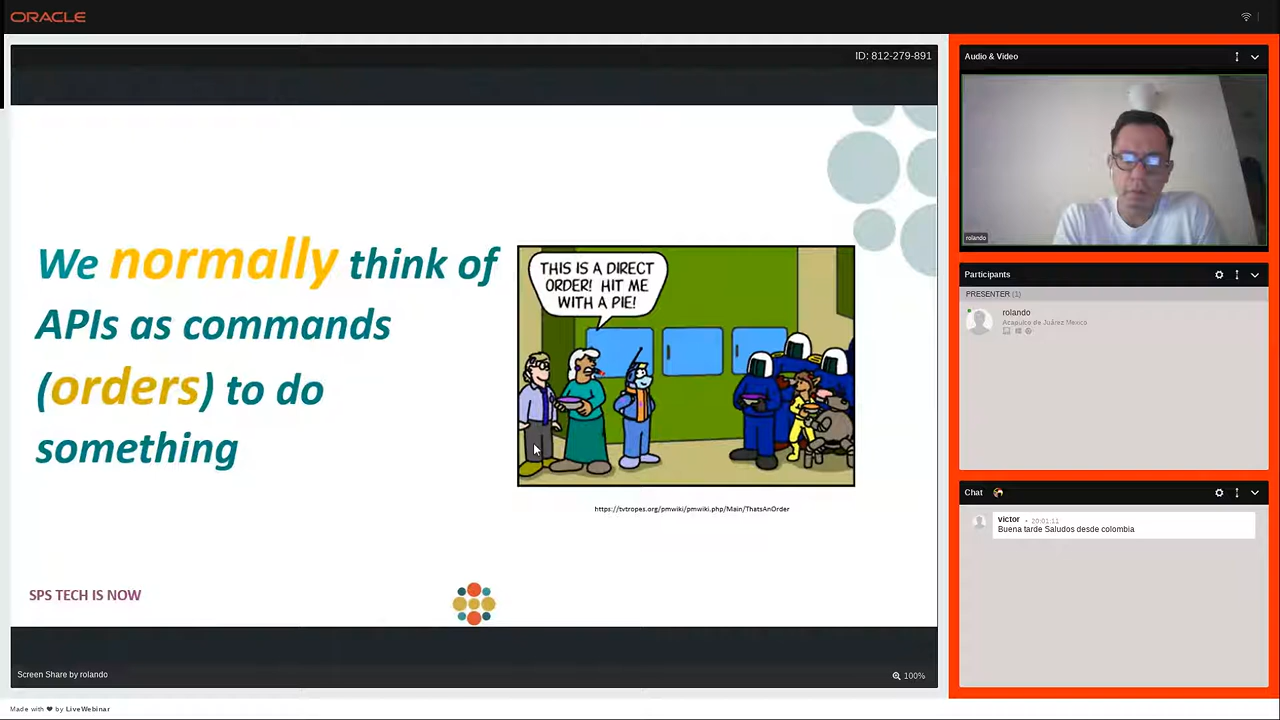 ORACLE
ID: 812-279-891
We normally think of
APIs as commands
(orders) to do
something
THIS IS A DIRECT
ORDER! HIT ME
WITH A PIE!
https://tvtropes.org/pmwiki/pmwiki.php/Main/ThatsAnOrder
SPS TECH IS NOW
Screen Share by rolando
100%
Made with ❤ by LiveWebinar
Audio & Video
rolando
Participants
PRESENTER (1)
rolando
Acapulco de Juárez Mexico
Chat
victor • 20:01:11
Buena tarde Saludos desde colombia